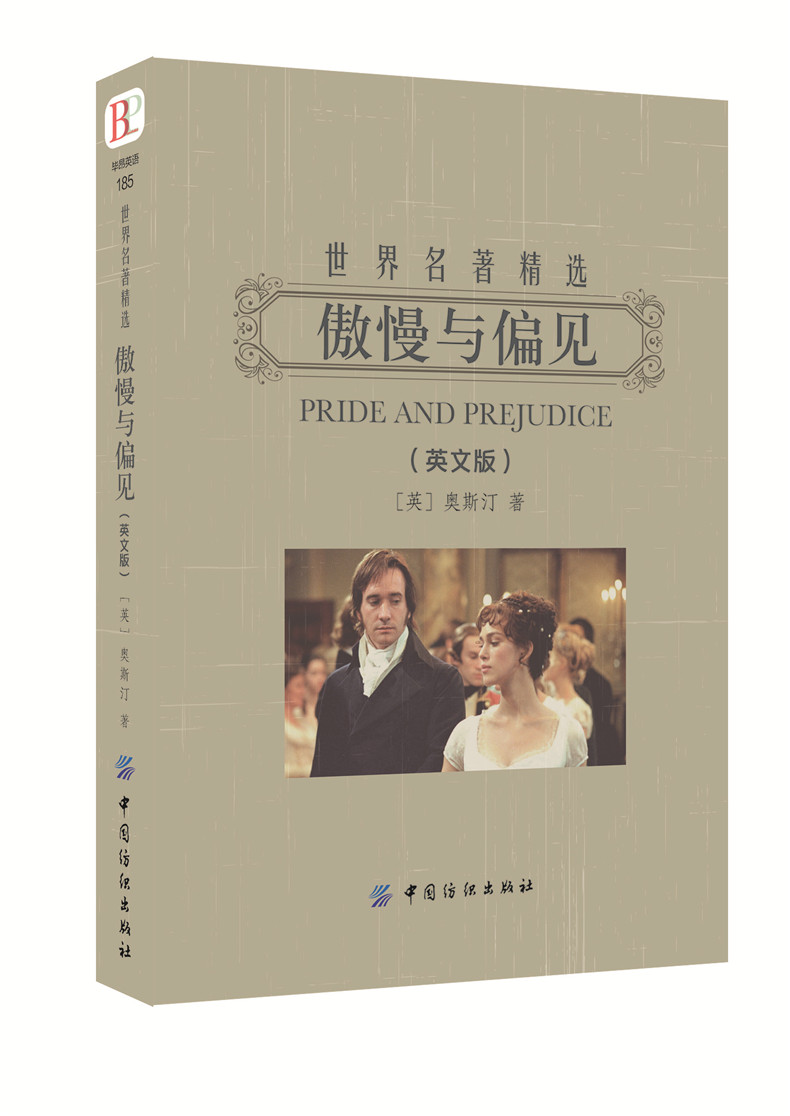 世界名著精选
傲慢与偏见
PRIDE AND PREJUDICE
（英文版）
［英］奥斯汀 著
中国纺织出版社
BP
毕昂英语
185
世界名著精选
傲慢与偏见
（英文版）
［英］奥斯汀 著
中国纺织出版社